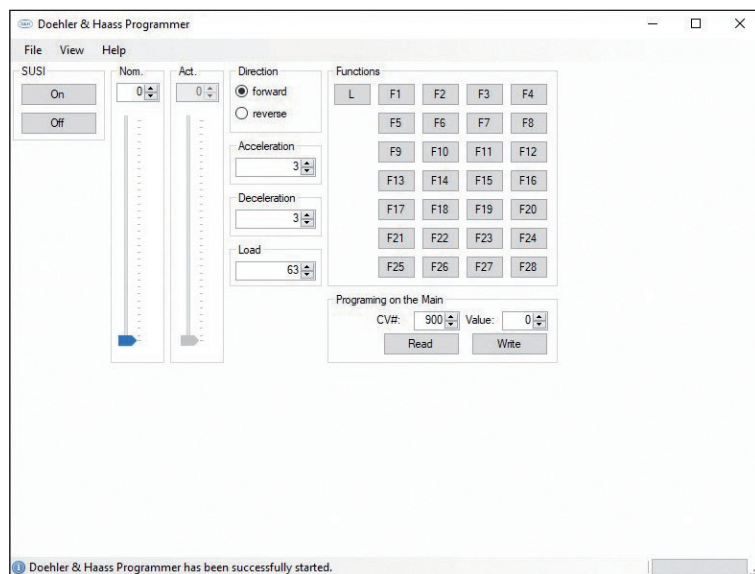 Doehler & Haass Programmer
File View Help
SUSI
On
Off
Nom.
0
Act.
0
Direction
forward
reverse
Acceleration
3
Deceleration
3
Load
63
Functions
L F1 F2 F3 F4
F5 F6 F7 F8
F9 F10 F11 F12
F13 F14 F15 F16
F17 F18 F19 F20
F21 F22 F23 F24
F25 F26 F27 F28
Programing on the Main
CV#: 900 Value: 0
Read Write
Doehler & Haass Programmer has been successfully started.